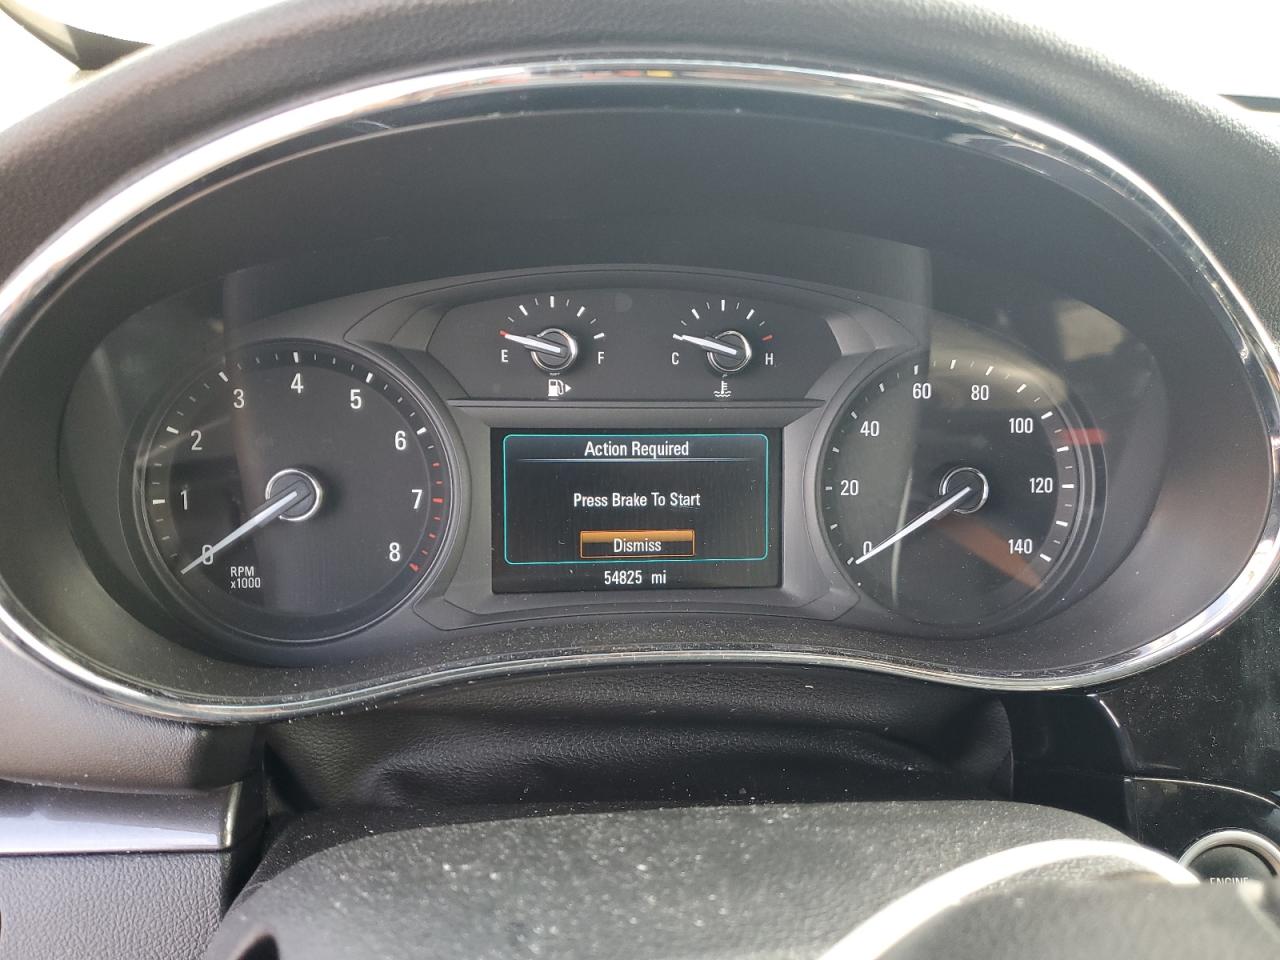 E F
C H
0 1 2 3 4 5 6 7 8
RPM
x1000
Action Required
Press Brake To Start
Dismiss
54825 mi
0 20 40 60 80 100 120 140
ENGINE